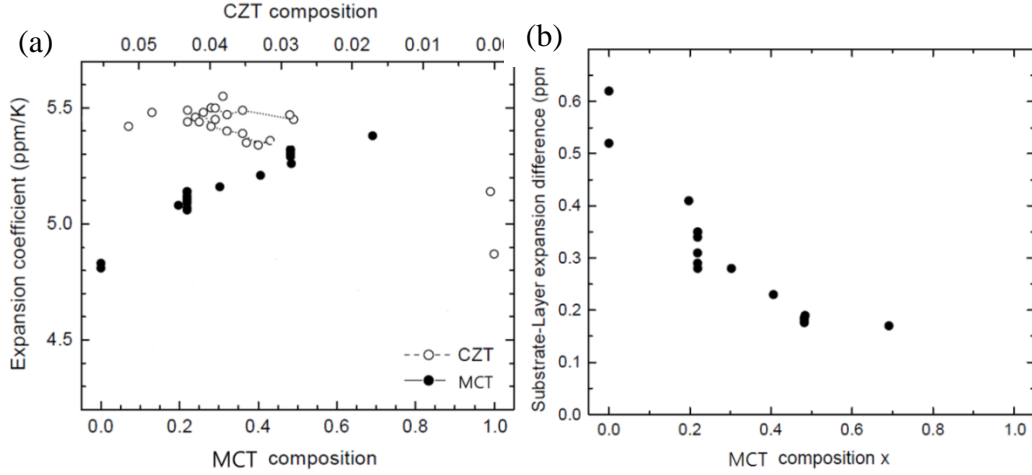 (a)
CZT composition
0.05 0.04 0.03 0.02 0.01 0.00
5.5
5.0
4.5
Expansion coefficient (ppm/K)
CZT
MCT
0.0 0.2 0.4 0.6 0.8 1.0
MCT composition
(b)
0.6
0.5
0.4
0.3
0.2
0.1
0.0
Substrate-Layer expansion difference (ppn
0.0 0.2 0.4 0.6 0.8 1.0
MCT composition x